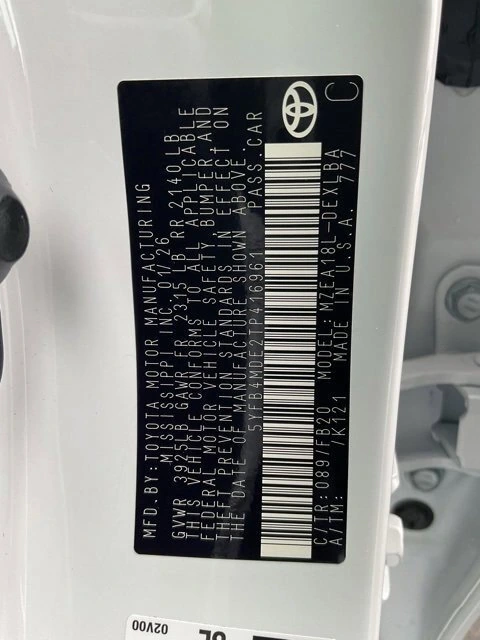 MFD.BY:TOYOTA MOTOR MANUFACTURING
MISSISSIPPI INC.01/26
GVWR 3925LB GAWR FR 2315 LB RR 2140LB
THIS VEHICLE CONFORMS TO ALL APPLICABLE
FEDERAL MOTOR VEHICLE SAFETY BUMPER,AND
THEFT PREVENTION STANDARDS IN EFFECT ON
THE DATE OF MANUFACTURE SHOWN ABOVE.
5YFB4MDE2TP416961 PASS.CAR
C/TR:089/FB20 MODEL:MZEA18L-DEXLBA
A/TM: /K121 MADE IN U.S.A. 777
C
02V00